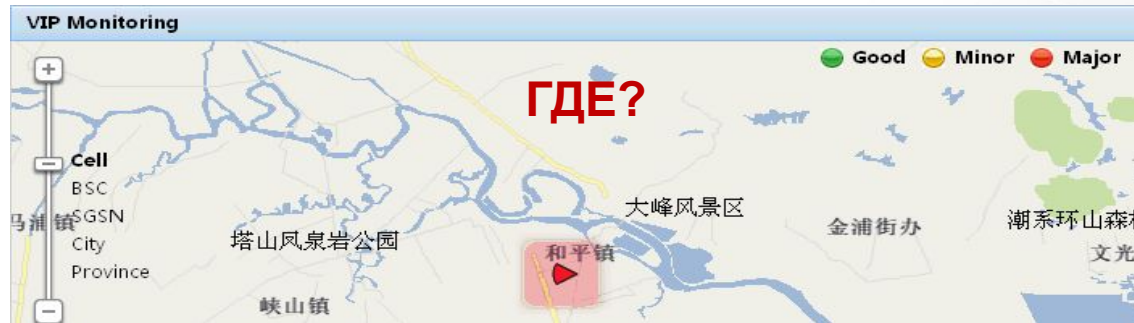 VIP Monitoring
Good Minor Major
ГДЕ?
Cell
BSC
SGSN
City
Province
大峰风景区
金浦街办
潮系环山森
塔山风泉岩公园
和平镇
文光
峡山镇